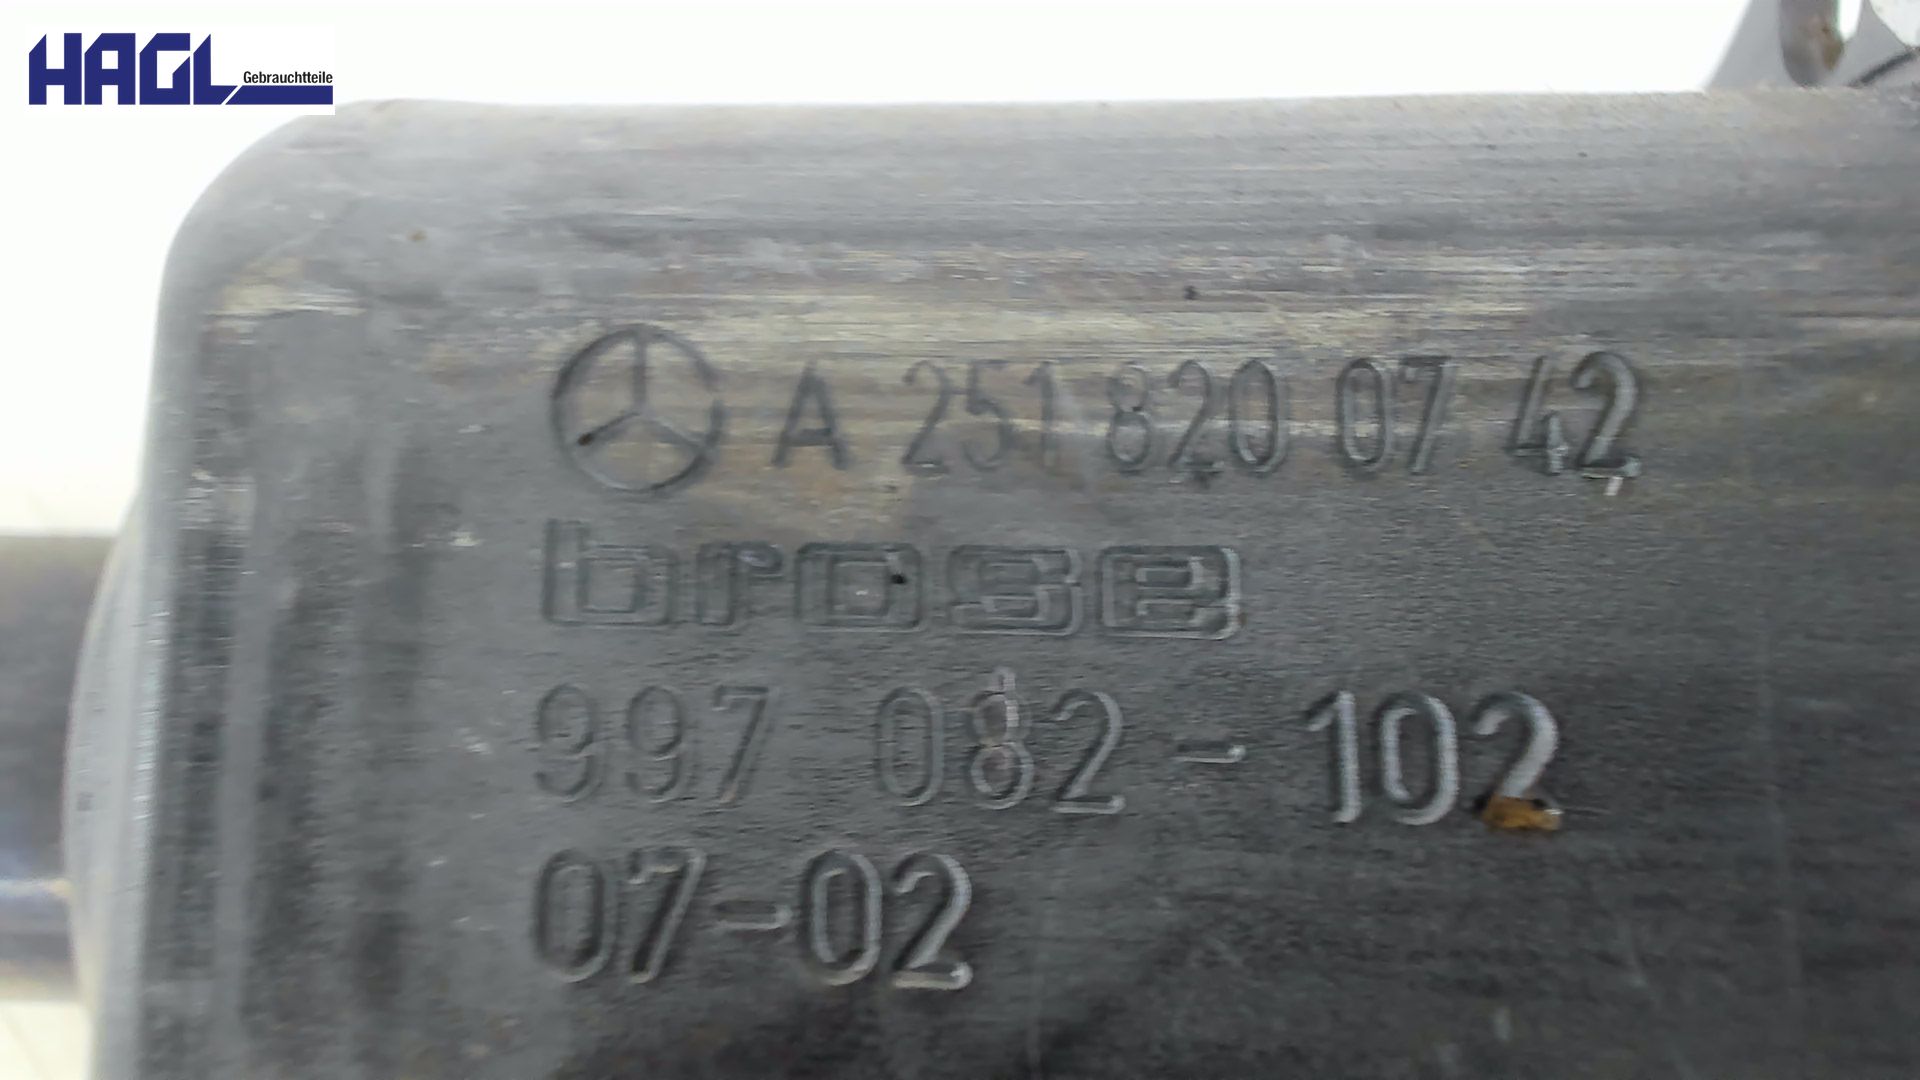 HAGL Gebrauchtteile
A 251 820 07 42
brose
997 082-102
07-02